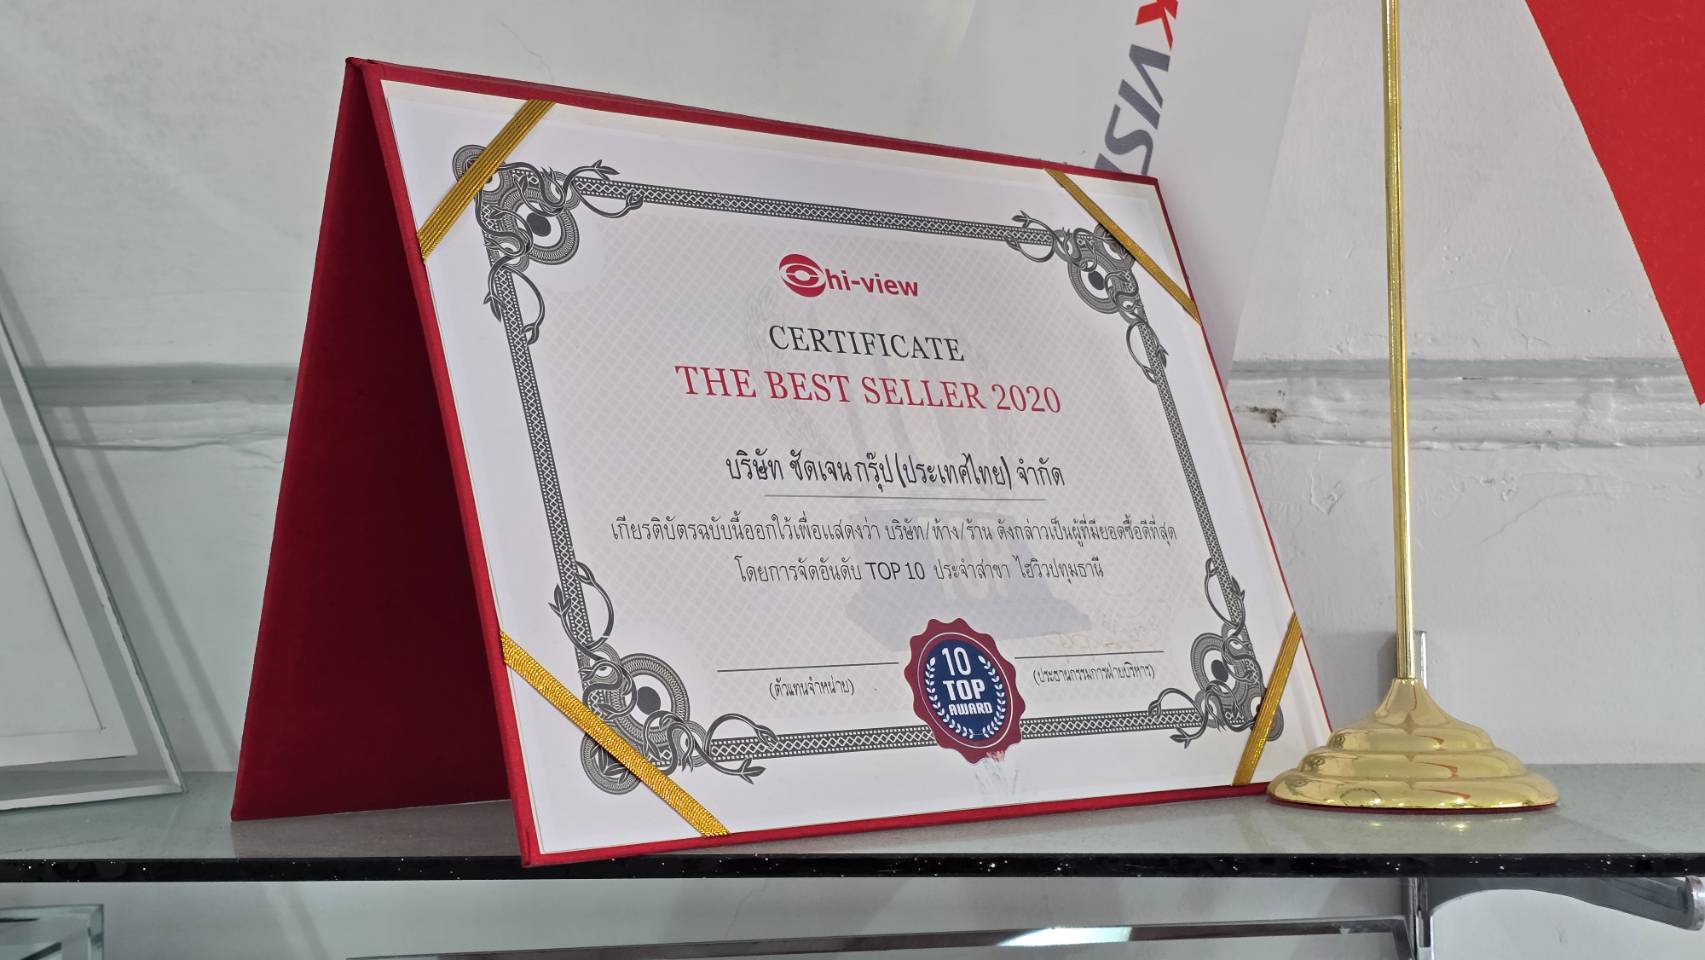 KVISI
hi-view
CERTIFICATE
THE BEST SELLER 2020
บริษัท ชัดเจน กรุ๊ป (ประเทศไทย) จำกัด
เกียรติบัตรฉบับนี้ออกไว้เพื่อแสดงว่า บริษัท/ห้าง/ร้าน ดังกล่าวเป็นผู้ที่มียอดซื้อดีที่สุด
โดยการจัดอันดับ TOP 10 ประจำสาขา ไฮวิวปทุมธานี
(ตัวแทนจำหน่าย)
(ประธานกรรมการฝ่ายบริหาร)
10
TOP
AWARD